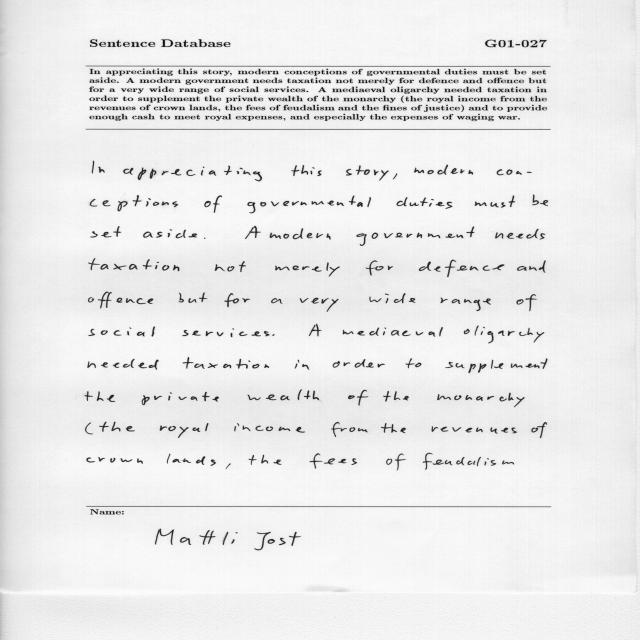 Sentence Database G01-027
In appreciating this story, modern conceptions of governmental duties must be set
aside. A modern government needs taxation not merely for defence and offence but
for a very wide range of social services. A mediaeval oligarchy needed taxation in
order to supplement the private wealth of the monarchy (the royal income from the
revenues of crown lands, the fees of feudalism and the fines of justice) and to provide
enough cash to meet royal expenses, and especially the expenses of waging war.
In appreciating this story, modern con-
ceptions of governmental duties must be
set aside. A modern government needs
taxation not merely for defence and
offence but for a very wide range of
social services. A mediaeval oligarchy
needed taxation in order to supplement
the private wealth of the monarchy
(the royal income from the revenues of
crown lands, the fees of feudalism
Name:
Mattli Jost